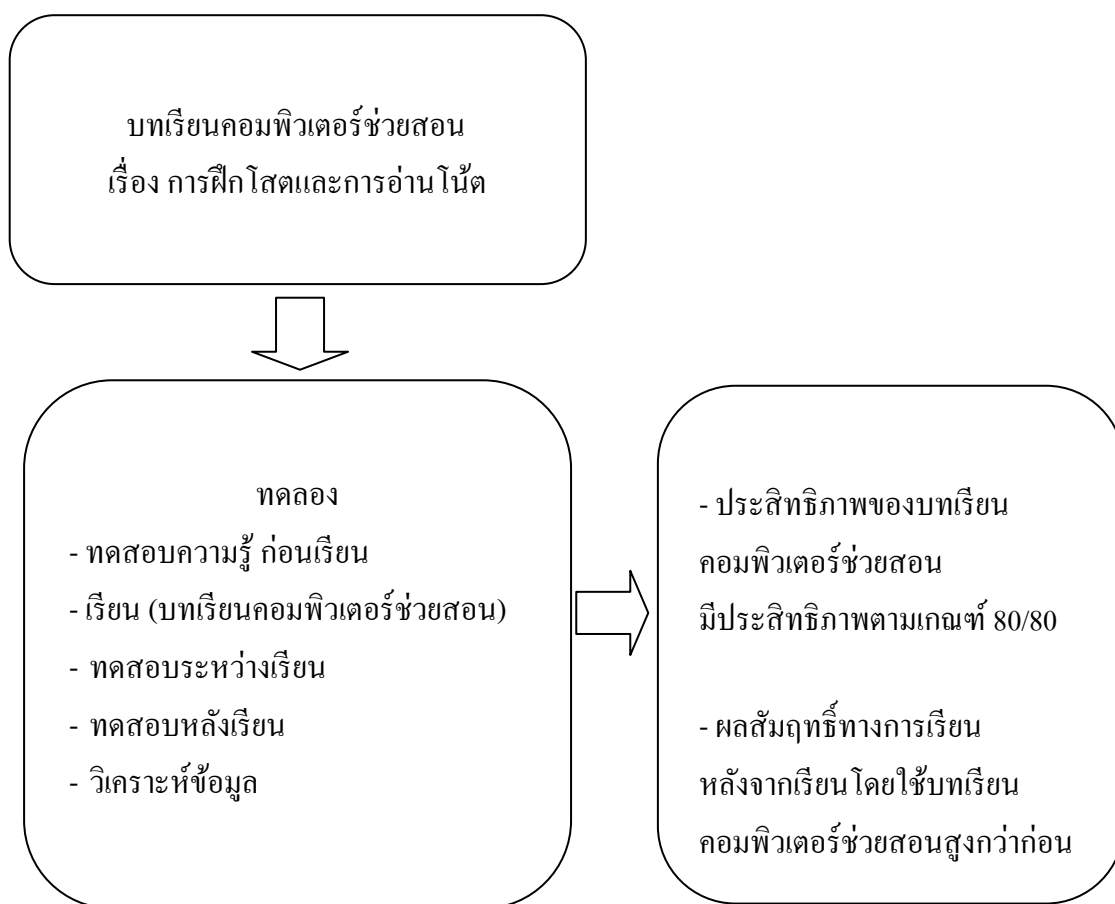 บทเรียนคอมพิวเตอร์ช่วยสอน
เรื่อง การฝึกโสตและการอ่านโน้ต
ทดลอง
- ทดสอบความรู้ ก่อนเรียน
- เรียน (บทเรียนคอมพิวเตอร์ช่วยสอน)
- ทดสอบระหว่างเรียน
- ทดสอบหลังเรียน
- วิเคราะห์ข้อมูล
- ประสิทธิภาพของบทเรียน
คอมพิวเตอร์ช่วยสอน
มีประสิทธิภาพตามเกณฑ์ 80/80
- ผลสัมฤทธิ์ทางการเรียน
หลังจากเรียนโดยใช้บทเรียน
คอมพิวเตอร์ช่วยสอนสูงกว่าก่อน